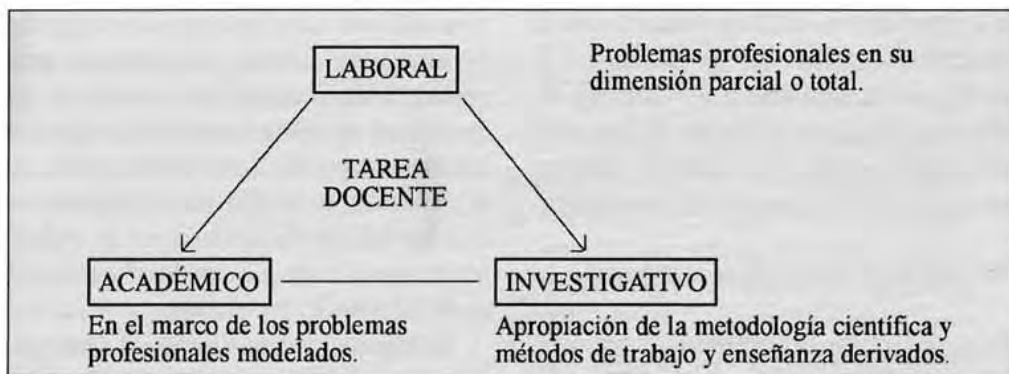 LABORAL
Problemas profesionales en su
dimensión parcial o total.
TAREA
DOCENTE
ACADÉMICO
En el marco de los problemas
profesionales modelados.
INVESTIGATIVO
Apropiación de la metodología científica y
métodos de trabajo y enseñanza derivados.